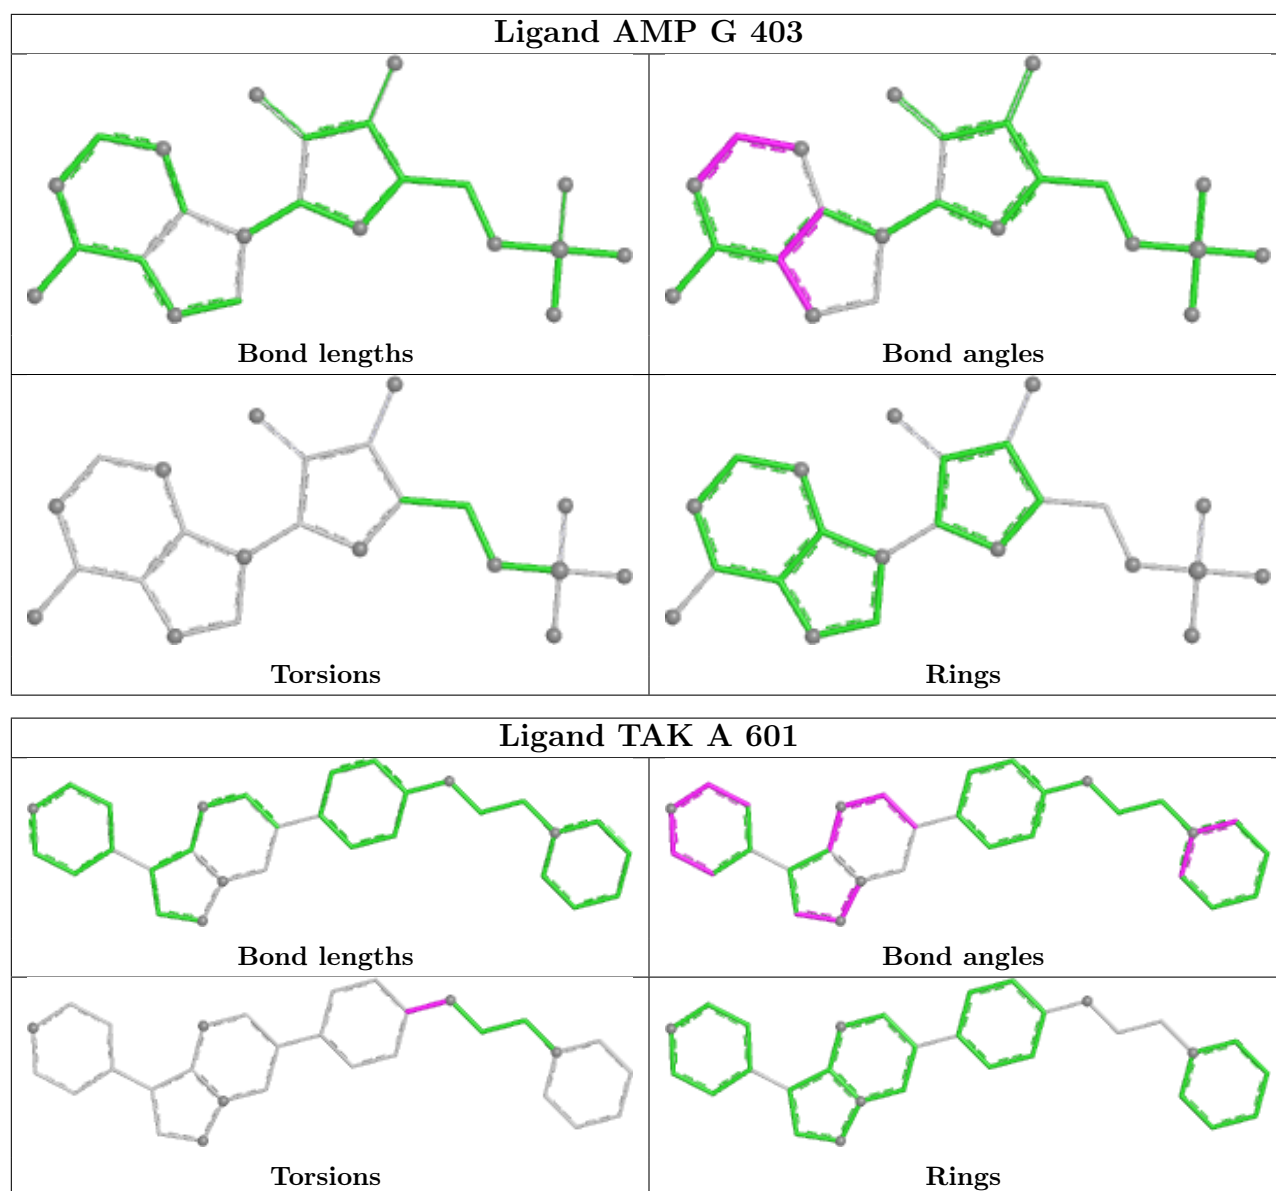 Ligand AMP G 403
Bond lengths
Bond angles
Torsions
Rings
Ligand TAK A 601
Bond lengths
Bond angles
Torsions
Rings